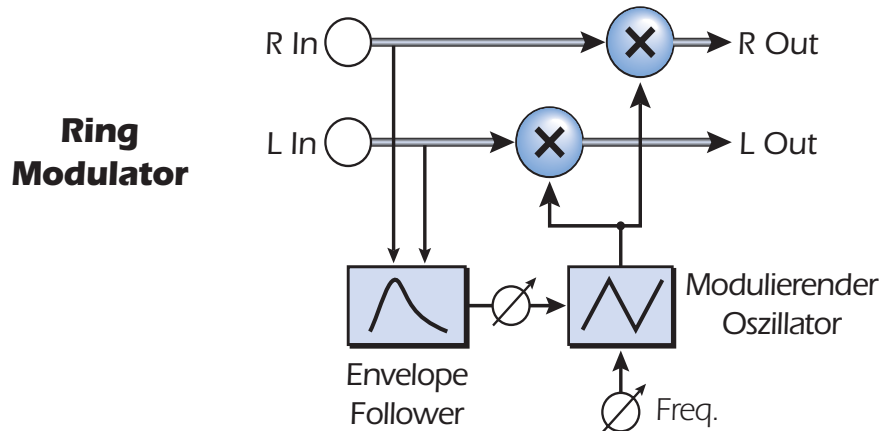 R In
R Out
Ring
Modulator
L In
L Out
Modulierender
Oszillator
Envelope
Follower
Freq.